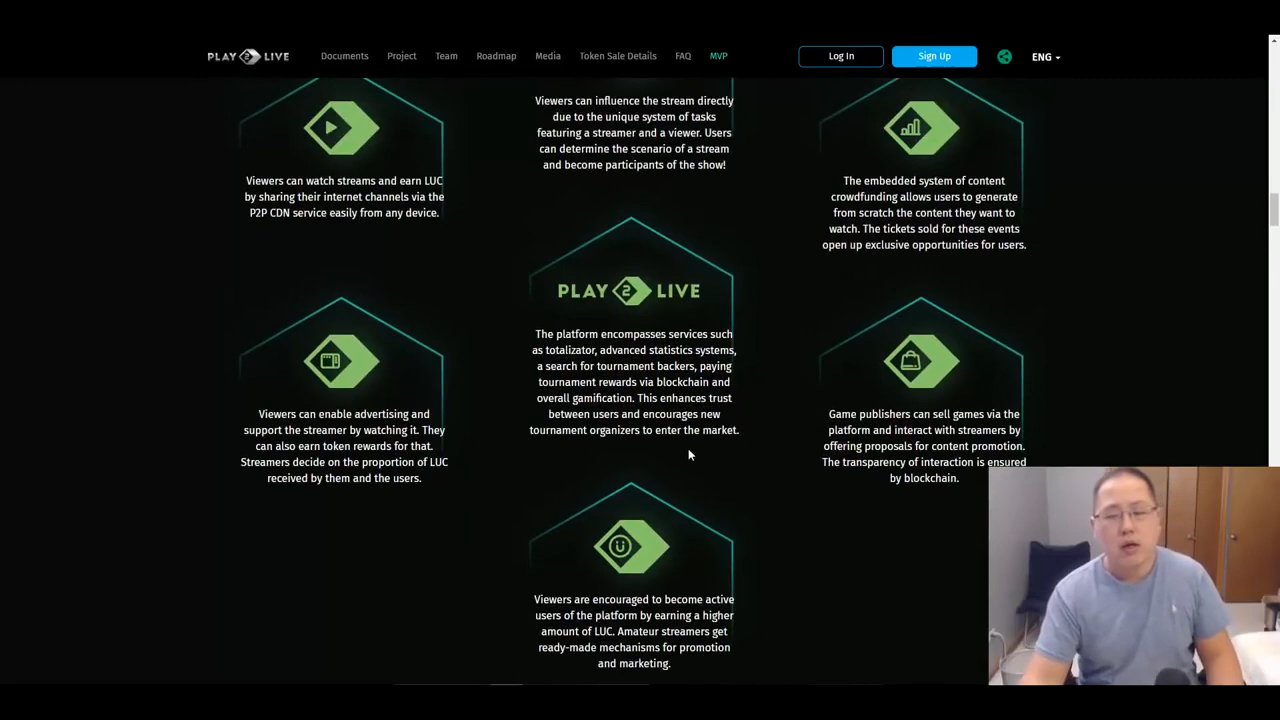 PLAY 2 LIVE
Documents
Project
Team
Roadmap
Media
Token Sale Details
FAQ
MVP
Log In
Sign Up
ENG
Viewers can watch streams and earn LUC
by sharing their internet channels via the
P2P CDN service easily from any device.
Viewers can influence the stream directly
due to the unique system of tasks
featuring a streamer and a viewer. Users
can determine the scenario of a stream
and become participants of the show!
The embedded system of content
crowdfunding allows users to generate
from scratch the content they want to
watch. The tickets sold for these events
open up exclusive opportunities for users.
Viewers can enable advertising and
support the streamer by watching it. They
can also earn token rewards for that.
Streamers decide on the proportion of LUC
received by them and the users.
PLAY 2 LIVE
The platform encompasses services such
as totalizator, advanced statistics systems,
a search for tournament backers, paying
tournament rewards via blockchain and
overall gamification. This enhances trust
between users and encourages new
tournament organizers to enter the market.
Game publishers can sell games via the
platform and interact with streamers by
offering proposals for content promotion.
The transparency of interaction is ensured
by blockchain.
Viewers are encouraged to become active
users of the platform by earning a higher
amount of LUC. Amateur streamers get
ready-made mechanisms for promotion
and marketing.